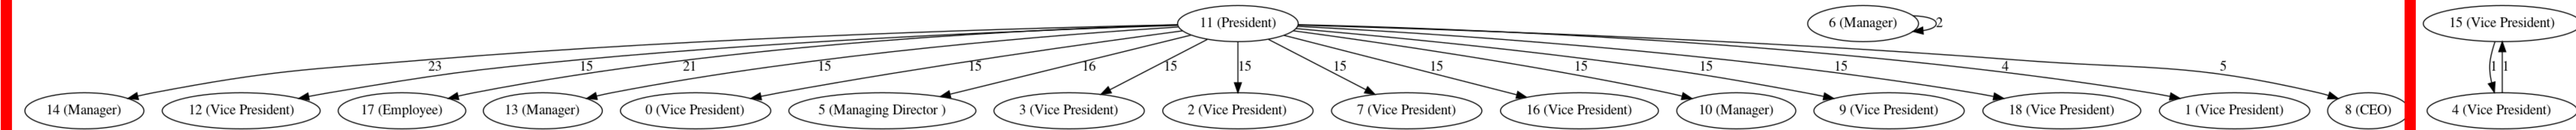 11 (President)
6 (Manager)
2
15 (Vice President)
23
15
21
15
15
16
15
15
15
15
15
15
15
4
5
1
1
14 (Manager)
12 (Vice President)
17 (Employee)
13 (Manager)
0 (Vice President)
5 (Managing Director )
3 (Vice President)
2 (Vice President)
7 (Vice President)
16 (Vice President)
10 (Manager)
9 (Vice President)
18 (Vice President)
1 (Vice President)
8 (CEO)
4 (Vice President)